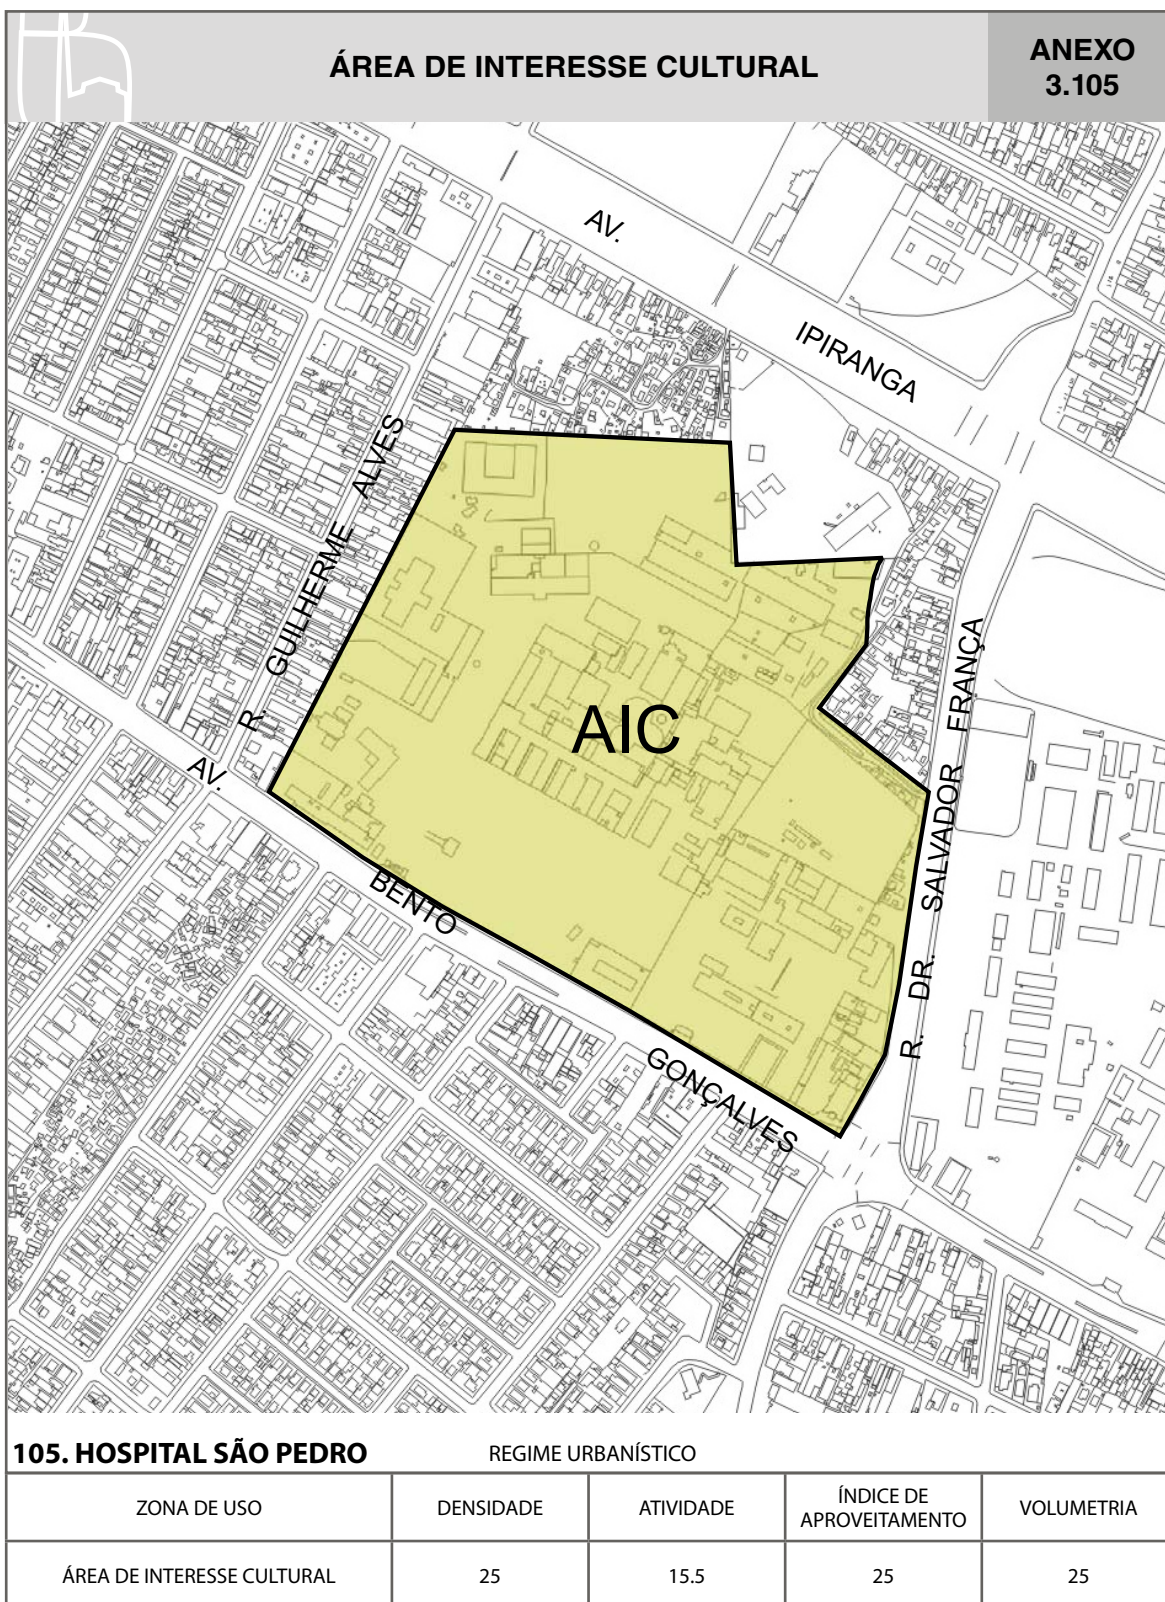 ÁREA DE INTERESSE CULTURAL
ANEXO
3.105
AV.
IPIRANGA
R. GUILHERME ALVES
AIC
R. DR. SALVADOR FRANÇA
AV.
BENTO
GONÇALVES
105. HOSPITAL SÃO PEDRO
REGIME URBANÍSTICO
ZONA DE USO
DENSIDADE
ATIVIDADE
ÍNDICE DE
APROVEITAMENTO
VOLUMETRIA
ÁREA DE INTERESSE CULTURAL
25
15.5
25
25